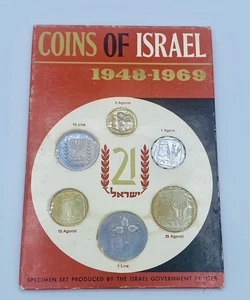 COINS OF ISRAEL
1948-1969
5 Agorot
½ Lira
1 Agora
21
ישראל
10 Agorot
25 Agorot
1 Lira
SPECIMEN SET PRODUCED BY THE ISRAEL GOVERNMENT